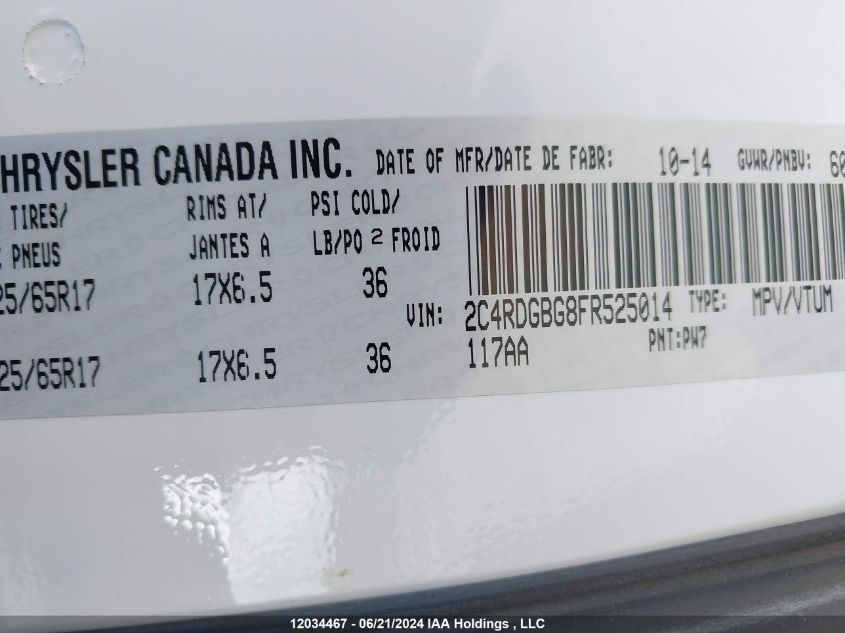 HRYSLER CANADA INC. DATE OF MFR/DATE DE FABR: 10-14 GVWR/PNBV: 60
TIRES/ RIMS AT/ PSI COLD/
PNEUS JANTES A LB/PO 2 FROID
25/65R17 17X6.5 36
VIN: 2C4RDGBG8FR525014 TYPE: MPV/VTUM
25/65R17 17X6.5 36 117AA PNT:PW7
12034467 - 06/21/2024 IAA Holdings , LLC